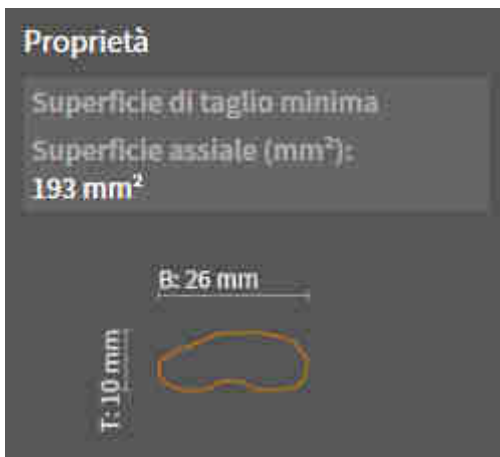 Proprietà
Superficie di taglio minima
Superficie assiale (mm²):
193 mm²
B: 26 mm
T: 10 mm